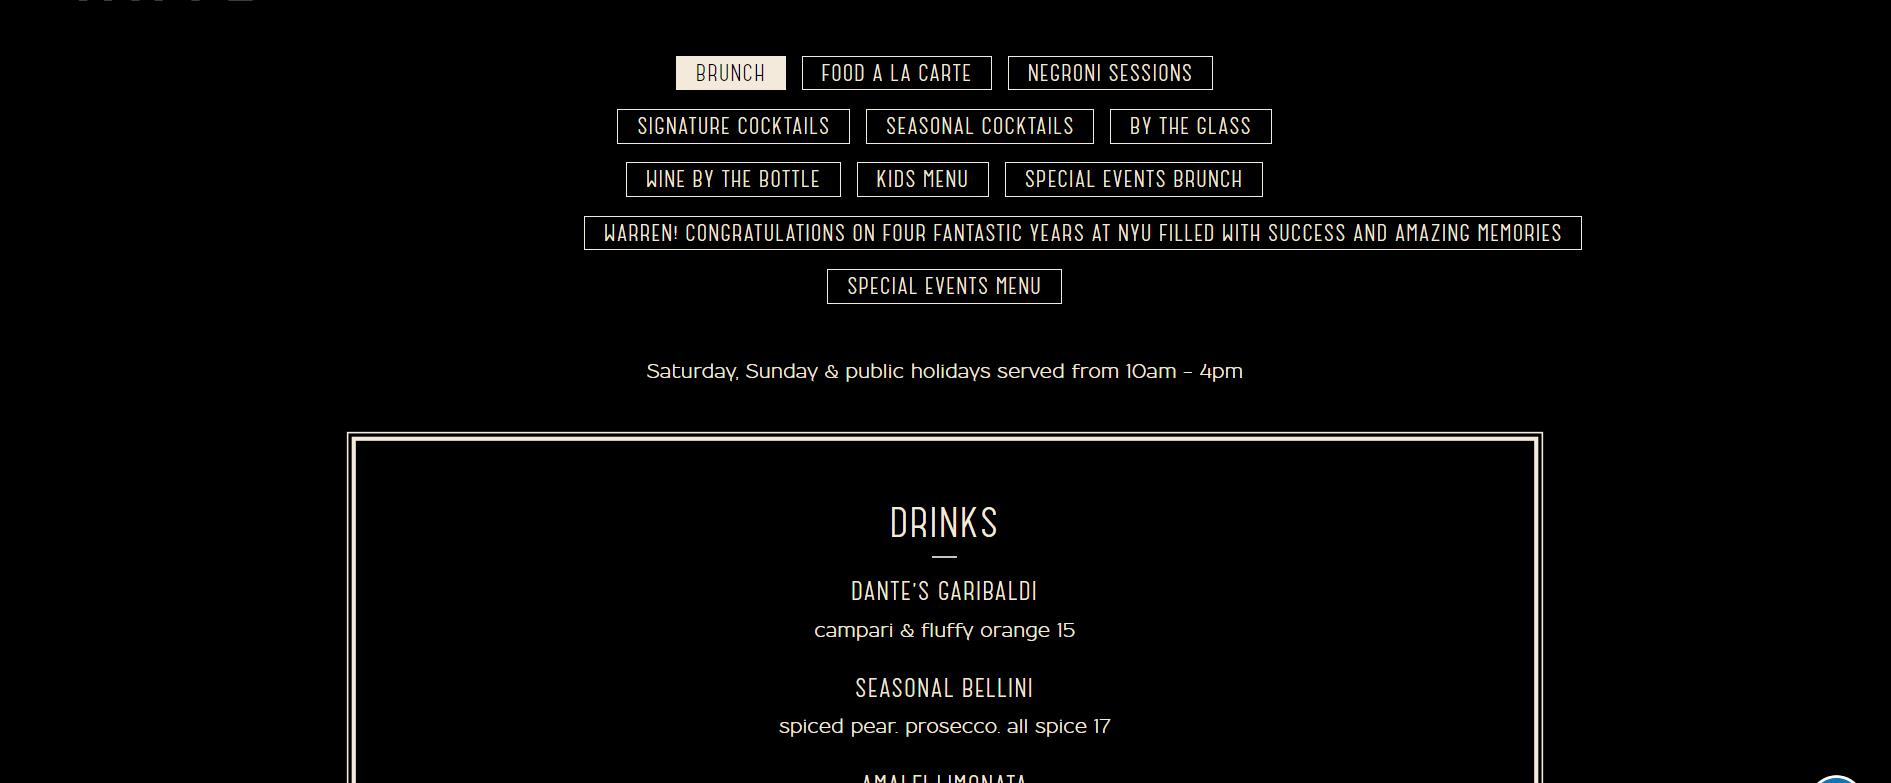 BRUNCH FOOD A LA CARTE NEGRONI SESSIONS
SIGNATURE COCKTAILS SEASONAL COCKTAILS BY THE GLASS
WINE BY THE BOTTLE KIDS MENU SPECIAL EVENTS BRUNCH
WARREN! CONGRATULATIONS ON FOUR FANTASTIC YEARS AT NYU FILLED WITH SUCCESS AND AMAZING MEMORIES
SPECIAL EVENTS MENU
Saturday, Sunday & public holidays served from 10am - 4pm
DRINKS
DANTE'S GARIBALDI
campari & fluffy orange 15
SEASONAL BELLINI
spiced pear. prosecco. all spice 17
AMALFI LIMONATA